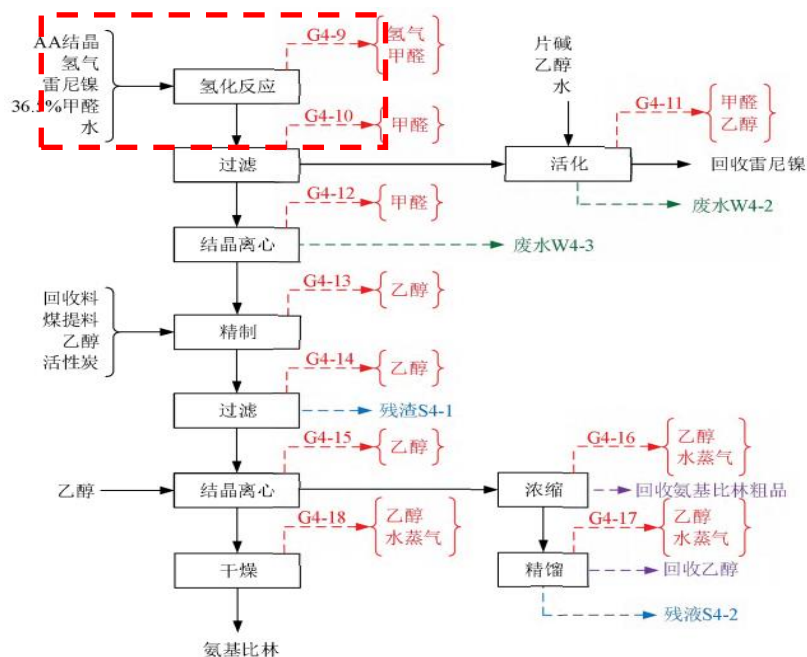 AA结晶
氢气
雷尼镍
36.5%甲醛
水
氢化反应
G4-9
氢气
甲醛
G4-10
甲醛
片碱
乙醇
水
G4-11
甲醛
乙醇
过滤
活化
回收雷尼镍
废水W4-2
G4-12
甲醛
结晶离心
废水W4-3
G4-13
乙醇
回收料
煤提料
乙醇
活性炭
精制
G4-14
乙醇
过滤
残渣S4-1
G4-15
乙醇
G4-16
乙醇
水蒸气
乙醇
结晶离心
浓缩
回收氨基比林粗品
G4-18
乙醇
水蒸气
G4-17
乙醇
水蒸气
干燥
精馏
回收乙醇
残液S4-2
氨基比林